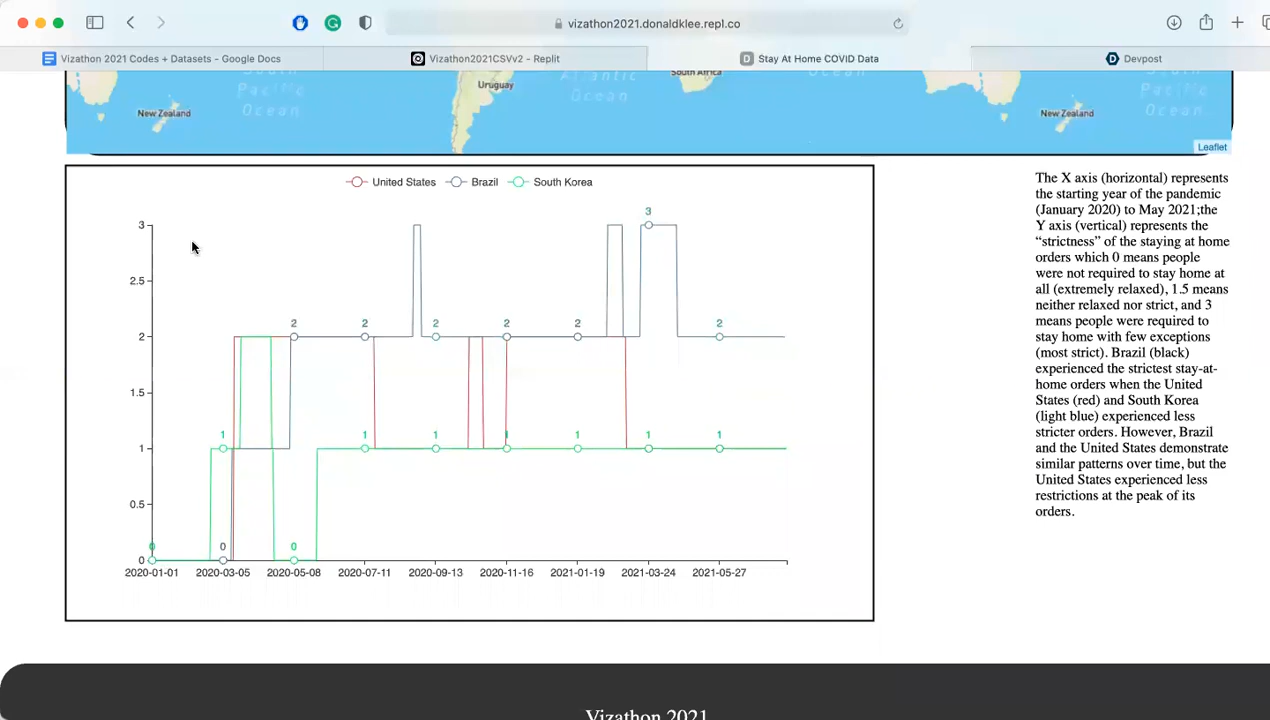 vizathon2021.donaldklee.repl.co
Vizathon 2021 Codes + Datasets - Google Docs
Vizathon2021CSVv2 - Replit
Stay At Home COVID Data
Devpost
Pacific
Ocean
New Zealand
Uruguay
Atlantic
Ocean
South Africa
New Zealand
Pacific
Ocean
Leaflet
United States Brazil South Korea
3
2.5
2
1.5
1
0.5
0
3
2 2 2 2 2 2
1 1 1 1 1 1 1
0 0 0
2020-01-01 2020-03-05 2020-05-08 2020-07-11 2020-09-13 2020-11-16 2021-01-19 2021-03-24 2021-05-27
The X axis (horizontal) represents
the starting year of the pandemic
(January 2020) to May 2021;the
Y axis (vertical) represents the
“strictness” of the staying at home
orders which 0 means people
were not required to stay home at
all (extremely relaxed), 1.5 means
neither relaxed nor strict, and 3
means people were required to
stay home with few exceptions
(most strict). Brazil (black)
experienced the strictest stay-at-
home orders when the United
States (red) and South Korea
(light blue) experienced less
stricter orders. However, Brazil
and the United States demonstrate
similar patterns over time, but the
United States experienced less
restrictions at the peak of its
orders.
Vizathon 2021